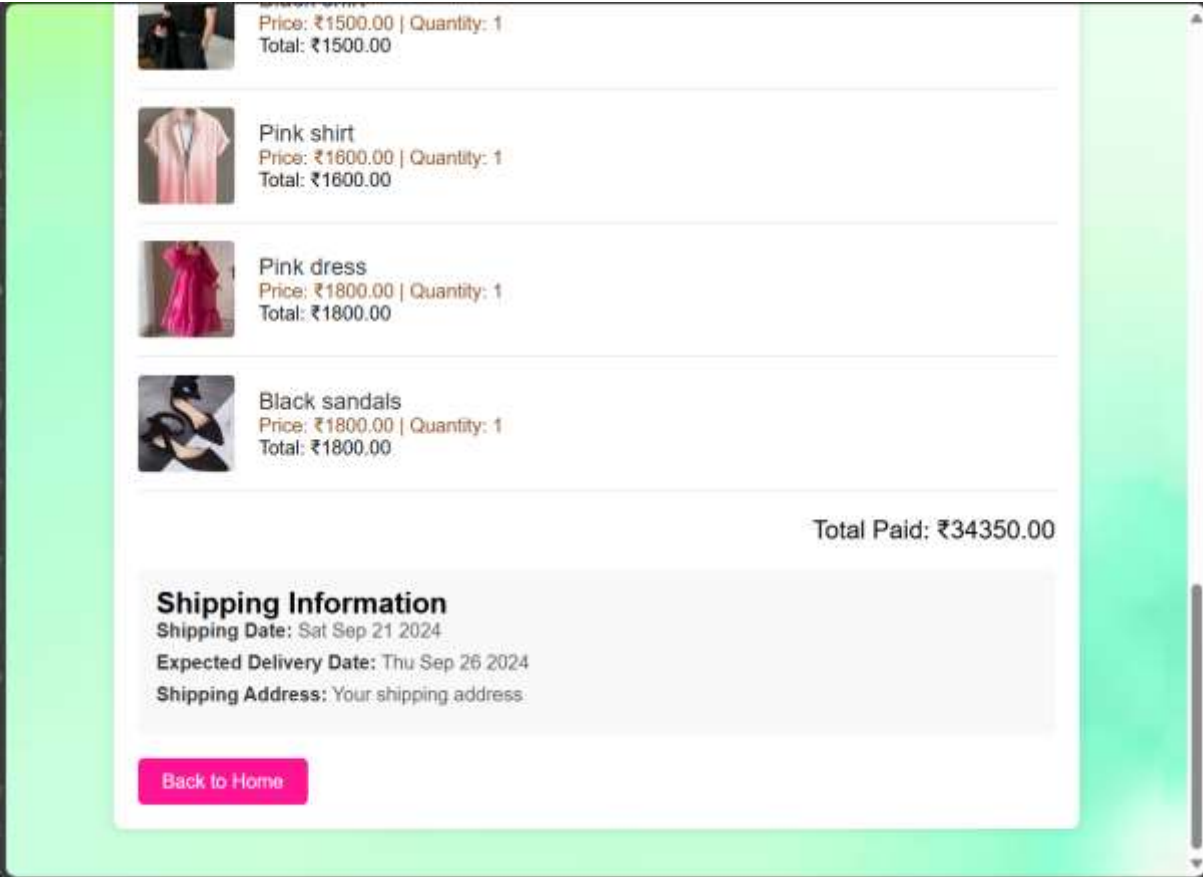 Price: ₹1500.00 | Quantity: 1
Total: ₹1500.00
Pink shirt
Price: ₹1600.00 | Quantity: 1
Total: ₹1600.00
Pink dress
Price: ₹1800.00 | Quantity: 1
Total: ₹1800.00
Black sandals
Price: ₹1800.00 | Quantity: 1
Total: ₹1800.00
Total Paid: ₹34350.00
Shipping Information
Shipping Date: Sat Sep 21 2024
Expected Delivery Date: Thu Sep 26 2024
Shipping Address: Your shipping address
Back to Home